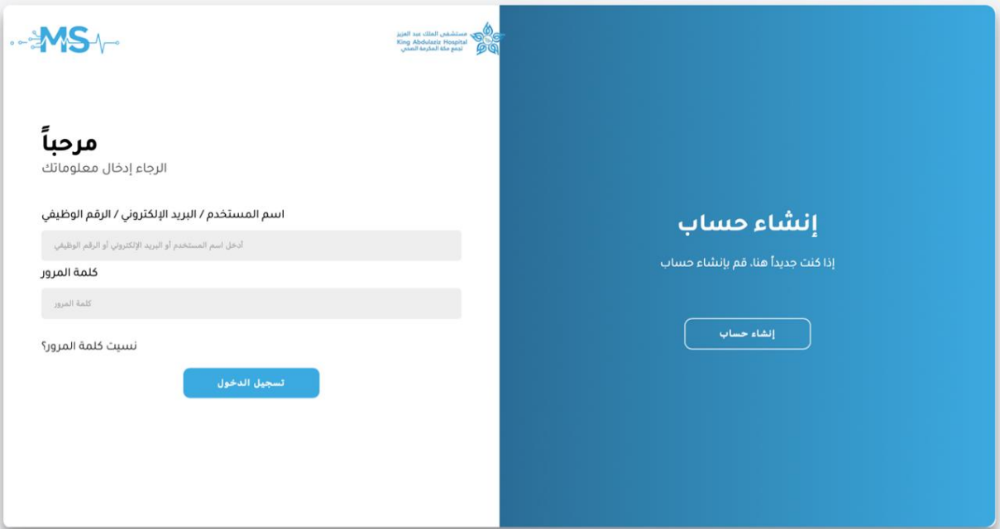 MS
مستشفى الملك عبد العزيز
King Abdulaziz Hospital
تجمع مكة المكرمة الصحي
مرحباً
الرجاء إدخال معلوماتك
اسم المستخدم / البريد الإلكتروني / الرقم الوظيفي
أدخل اسم المستخدم أو البريد الإلكتروني أو الرقم الوظيفي
كلمة المرور
كلمة المرور
نسيت كلمة المرور؟
تسجيل الدخول
إنشاء حساب
إذا كنت جديداً هنا، قم بإنشاء حساب
إنشاء حساب